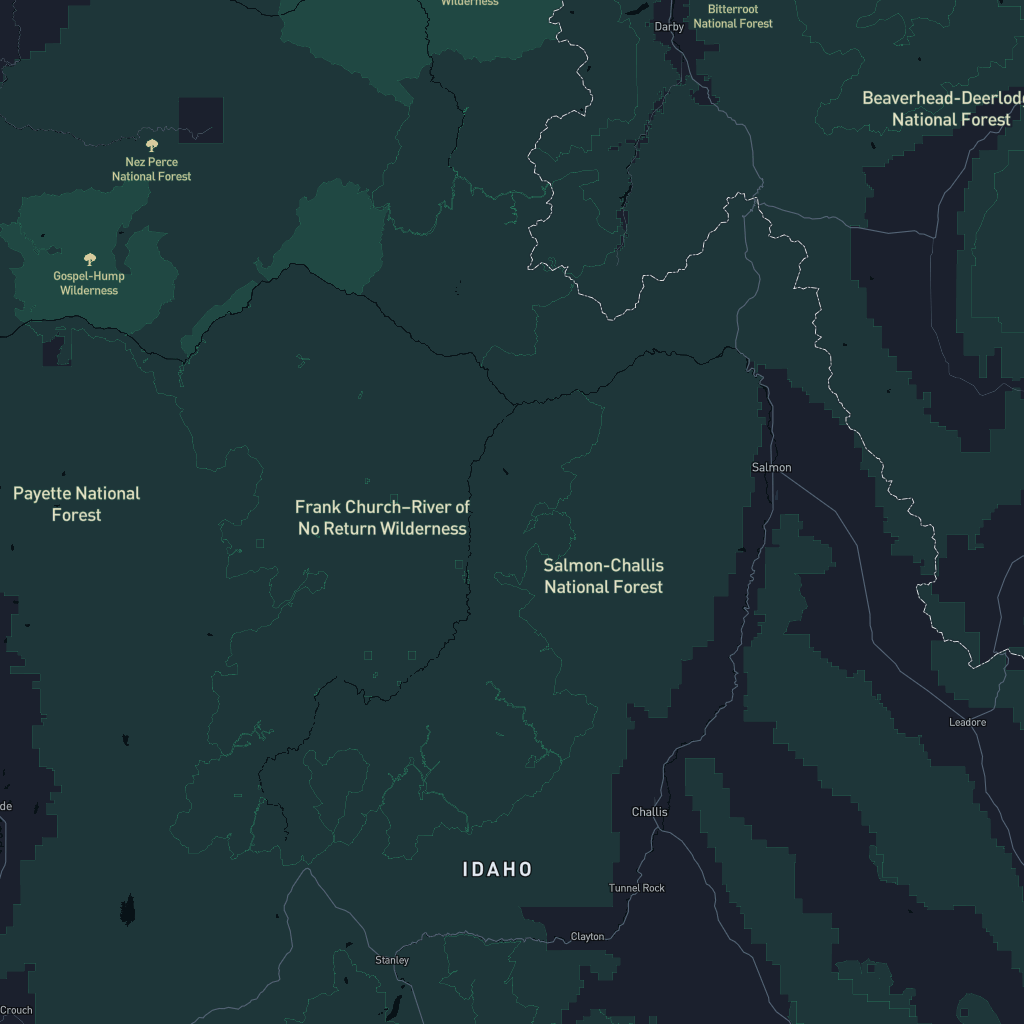 Wilderness
Bitterroot
National Forest
Darby
Beaverhead-Deerlodg
National Forest
Nez Perce
National Forest
Gospel-Hump
Wilderness
Salmon
Payette National
Forest
Frank Church–River of
No Return Wilderness
Salmon-Challis
National Forest
Leadore
de
Challis
IDAHO
Tunnel Rock
Clayton
Stanley
Crouch